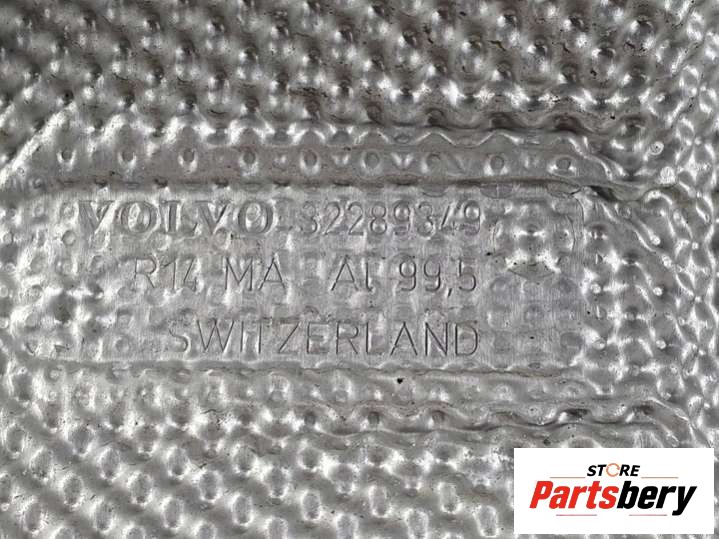 VOLVO 32289349
R14 MA Al 99,5
SWITZERLAND
STORE
Partsbery